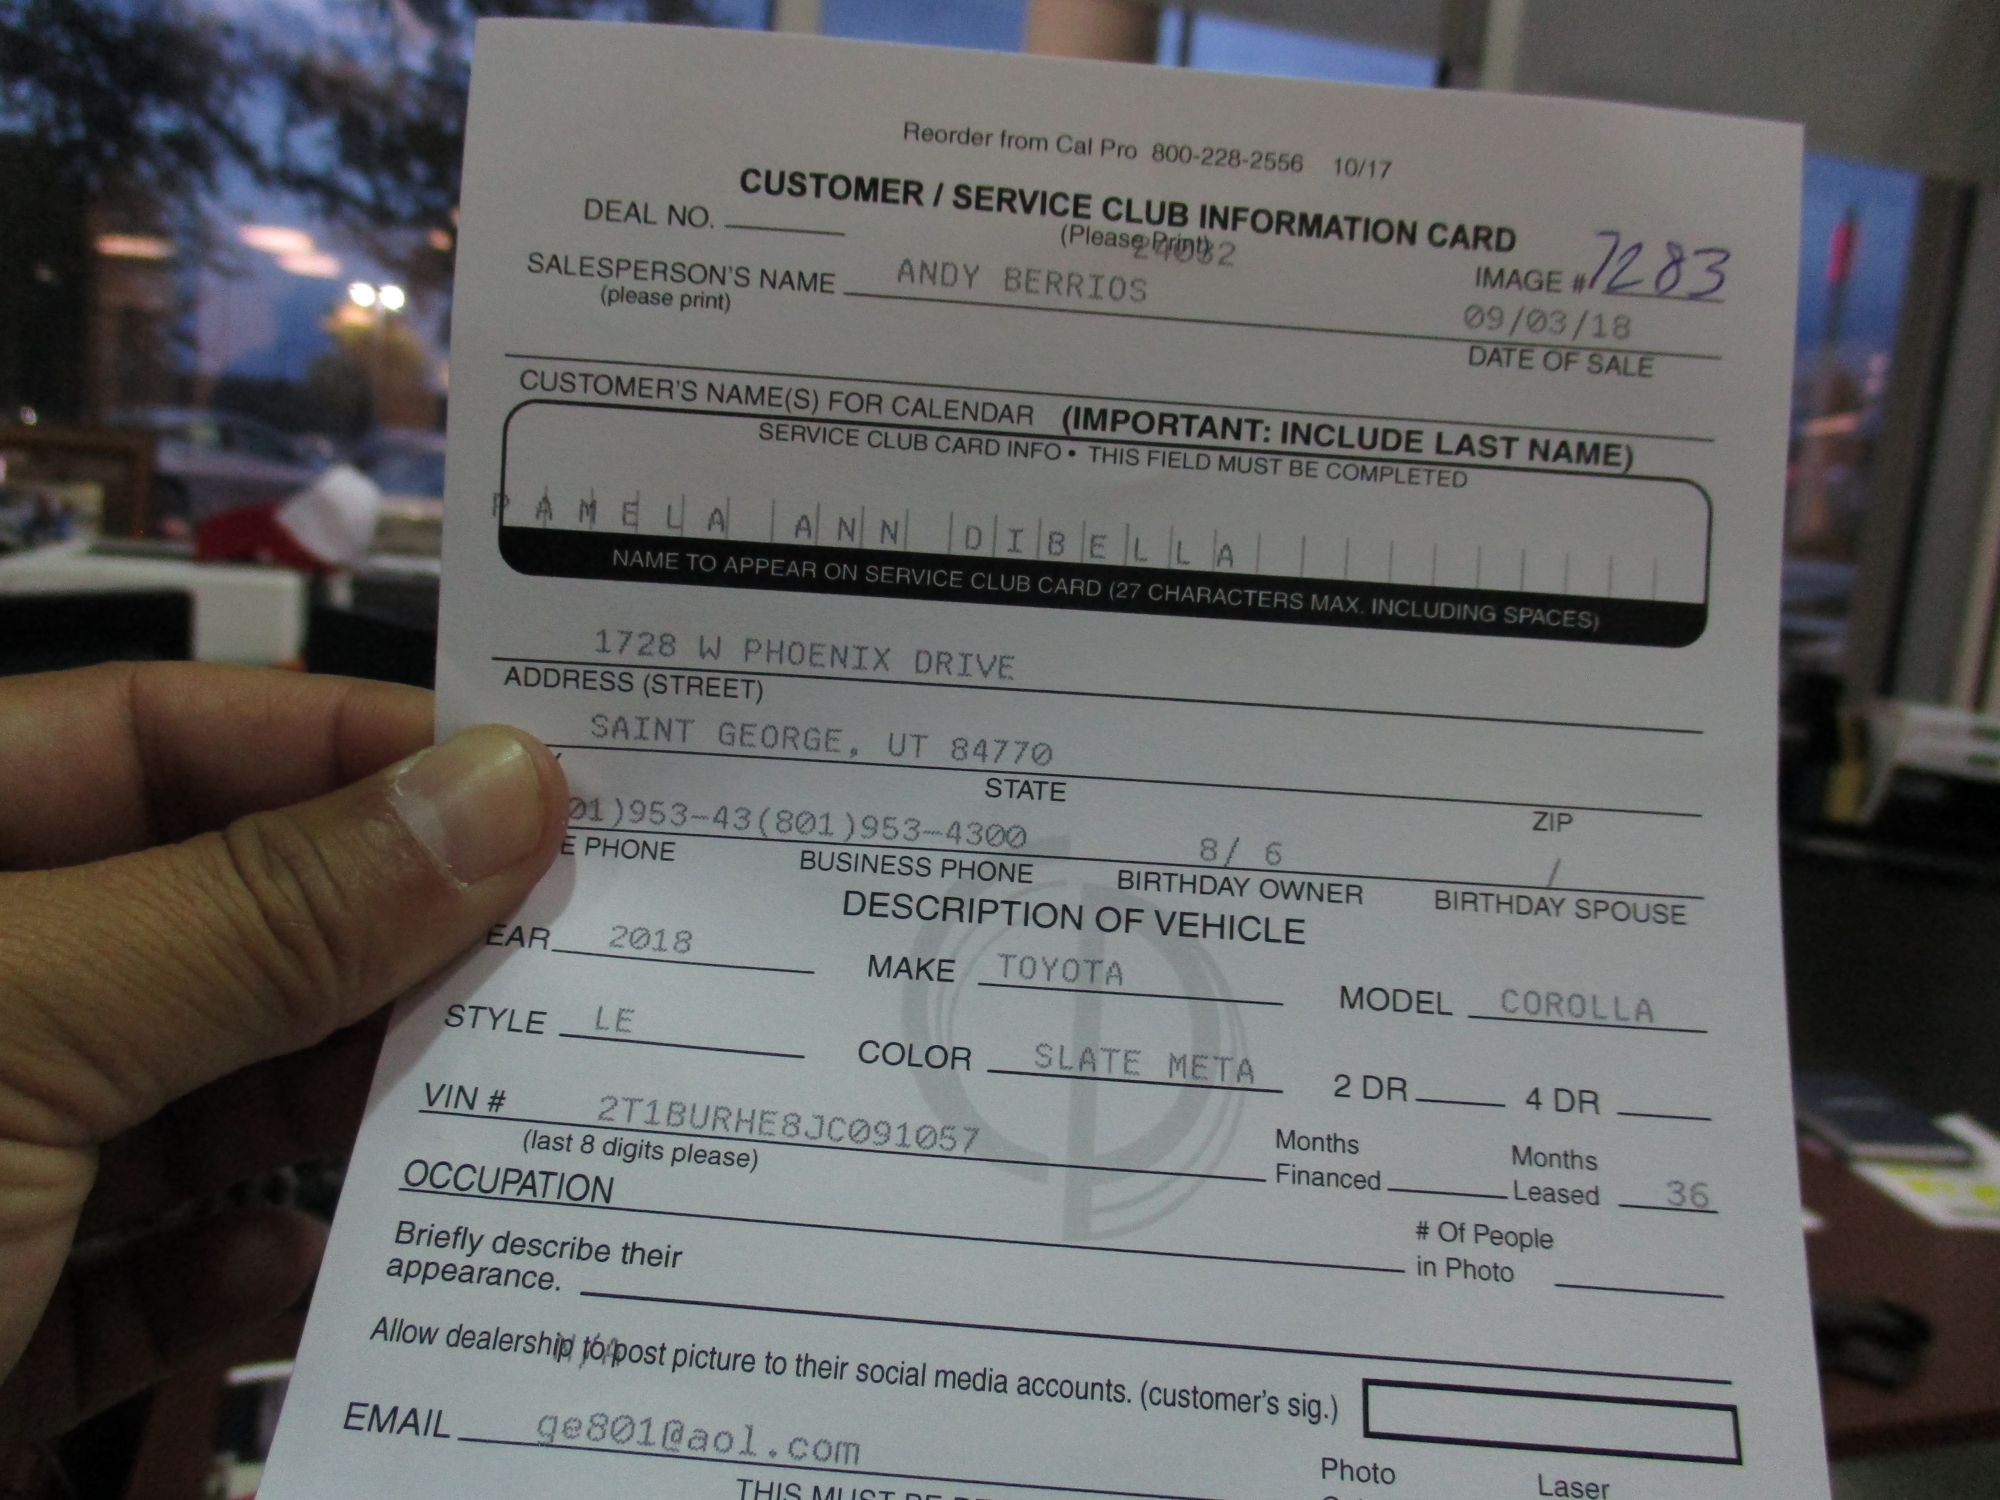 Reorder from Cal Pro 800-228-2556 10/17
CUSTOMER / SERVICE CLUB INFORMATION CARD
DEAL NO. (Please Print) 24032
SALESPERSON'S NAME ANDY BERRIOS IMAGE # 7283
(please print) 09/03/18
DATE OF SALE
CUSTOMER'S NAME(S) FOR CALENDAR (IMPORTANT: INCLUDE LAST NAME)
SERVICE CLUB CARD INFO • THIS FIELD MUST BE COMPLETED
PAMELA ANN DIBELLA
NAME TO APPEAR ON SERVICE CLUB CARD (27 CHARACTERS MAX. INCLUDING SPACES)
1728 W PHOENIX DRIVE
ADDRESS (STREET)
SAINT GEORGE, UT 84770
STATE ZIP
01)953-43(801)953-4300 8/ 6 /
E PHONE BUSINESS PHONE BIRTHDAY OWNER BIRTHDAY SPOUSE
DESCRIPTION OF VEHICLE
EAR 2018 MAKE TOYOTA MODEL COROLLA
STYLE LE COLOR SLATE META 2 DR 4 DR
VIN # 2T1BURHE8JC091057
(last 8 digits please) Months Financed Months Leased 36
OCCUPATION # Of People in Photo
Briefly describe their
appearance.
Allow dealership to post picture to their social media accounts. (customer's sig.)
N/A
EMAIL ge801@aol.com
Photo Laser